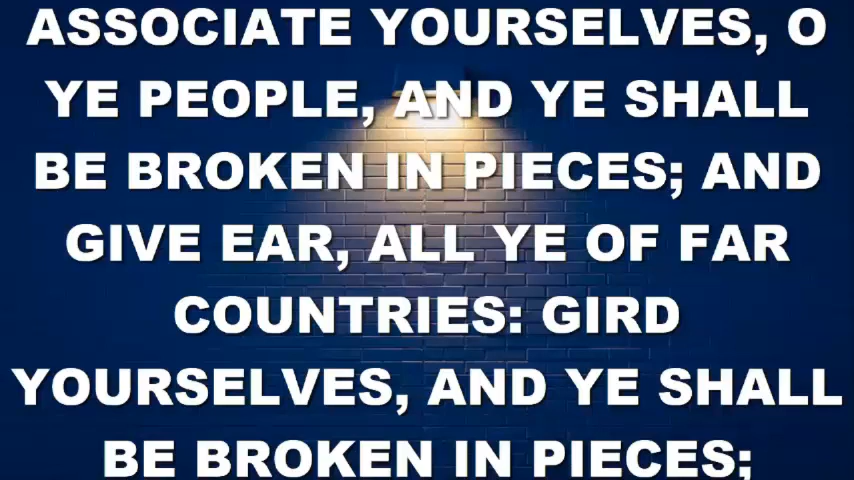 ASSOCIATE YOURSELVES, O
YE PEOPLE, AND YE SHALL
BE BROKEN IN PIECES; AND
GIVE EAR, ALL YE OF FAR
COUNTRIES: GIRD
YOURSELVES, AND YE SHALL
BE BROKEN IN PIECES;